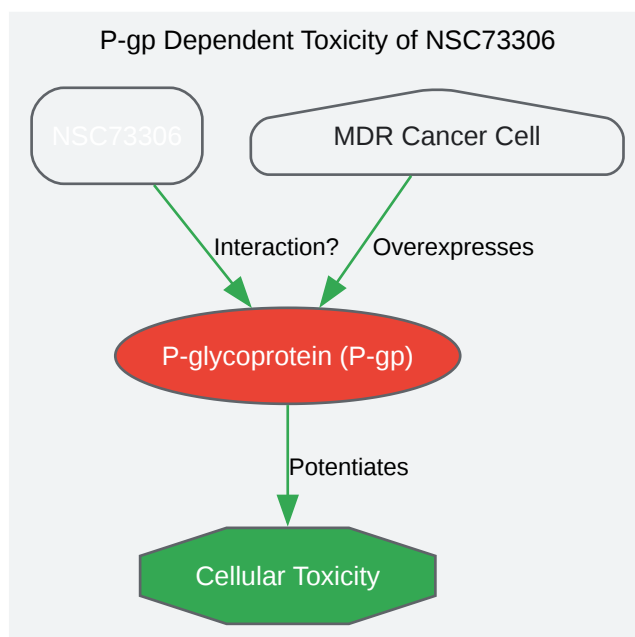 P-gp Dependent Toxicity of NSC73306
NSC73306
MDR Cancer Cell
Interaction?
Overexpresses
P-glycoprotein (P-gp)
Potentiates
Cellular Toxicity